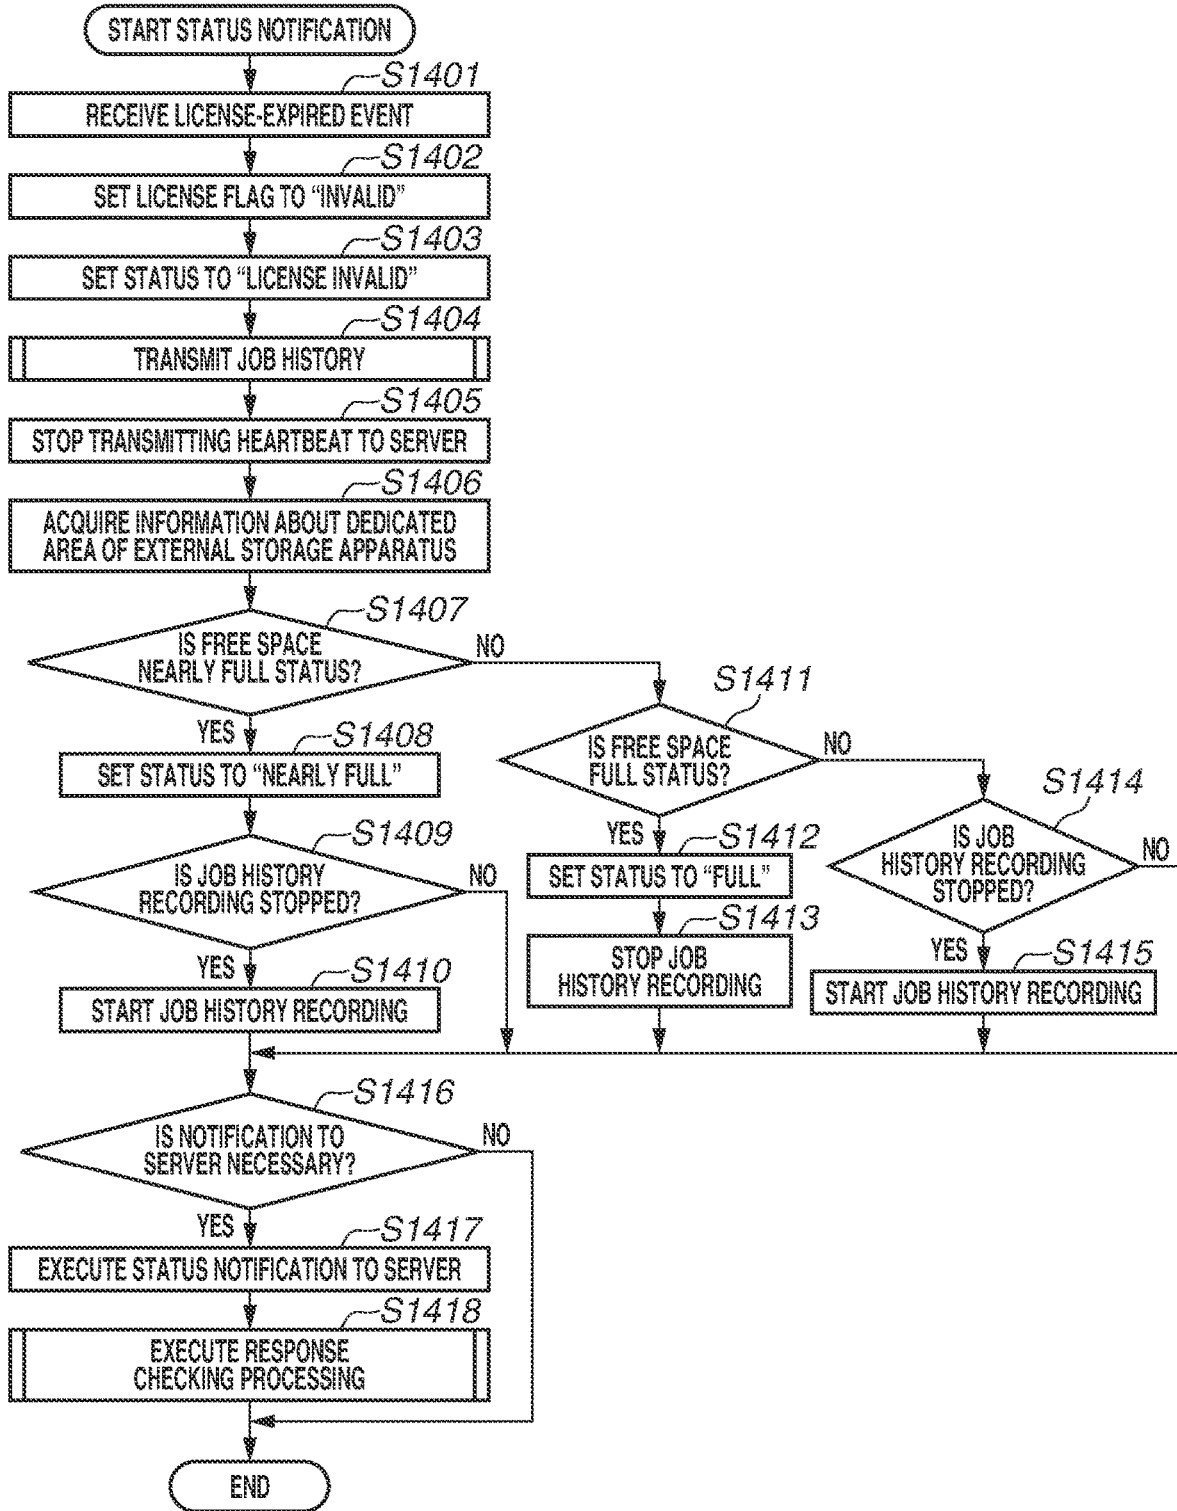 START STATUS NOTIFICATION
S1401
RECEIVE LICENSE-EXPIRED EVENT
S1402
SET LICENSE FLAG TO “INVALID”
S1403
SET STATUS TO “LICENSE INVALID”
S1404
TRANSMIT JOB HISTORY
S1405
STOP TRANSMITTING HEARTBEAT TO SERVER
S1406
ACQUIRE INFORMATION ABOUT DEDICATED
AREA OF EXTERNAL STORAGE APPARATUS
S1407
IS FREE SPACE
NEARLY FULL STATUS?
NO
YES
S1408
SET STATUS TO “NEARLY FULL”
S1409
IS JOB HISTORY
RECORDING STOPPED?
NO
YES
S1410
START JOB HISTORY RECORDING
S1411
IS FREE SPACE
FULL STATUS?
NO
YES
S1412
SET STATUS TO “FULL”
S1413
STOP JOB
HISTORY RECORDING
S1414
IS JOB
HISTORY RECORDING
STOPPED?
NO
YES
S1415
START JOB HISTORY RECORDING
S1416
IS NOTIFICATION TO
SERVER NECESSARY?
NO
YES
S1417
EXECUTE STATUS NOTIFICATION TO SERVER
S1418
EXECUTE RESPONSE
CHECKING PROCESSING
END